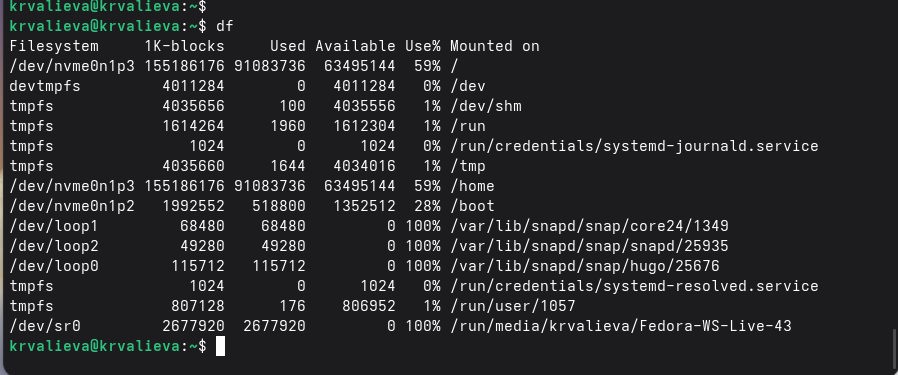 krvalieva@krvalieva:~$
krvalieva@krvalieva:~$ df
Filesystem     1K-blocks     Used Available Use% Mounted on
/dev/nvme0n1p3 155186176 91083736  63495144  59% /
devtmpfs         4011284        0   4011284   0% /dev
tmpfs            4035656      100   4035556   1% /dev/shm
tmpfs            1614264     1960   1612304   1% /run
tmpfs               1024        0      1024   0% /run/credentials/systemd-journald.service
tmpfs            4035660     1644   4034016   1% /tmp
/dev/nvme0n1p3 155186176 91083736  63495144  59% /home
/dev/nvme0n1p2   1992552   518800   1352512  28% /boot
/dev/loop1         68480    68480         0 100% /var/lib/snapd/snap/core24/1349
/dev/loop2         49280    49280         0 100% /var/lib/snapd/snap/snapd/25935
/dev/loop0        115712   115712         0 100% /var/lib/snapd/snap/hugo/25676
tmpfs               1024        0      1024   0% /run/credentials/systemd-resolved.service
tmpfs             807128      176    806952   1% /run/user/1057
/dev/sr0         2677920  2677920         0 100% /run/media/krvalieva/Fedora-WS-Live-43
krvalieva@krvalieva:~$